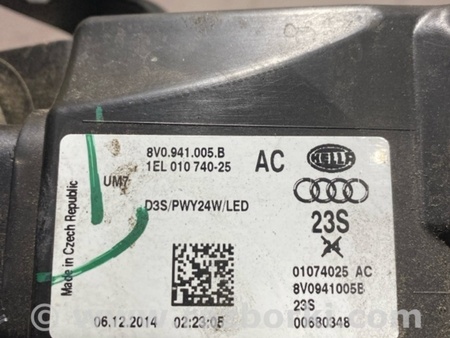 8V0.941.005.B
1EL 010 740-25
AC
HELLA
UM7
D3S/PWY24W/LED
23S
Made in Czech Republic
01074025 AC
8V0941005B
23S
00680348
06.12.2014 02:23:05